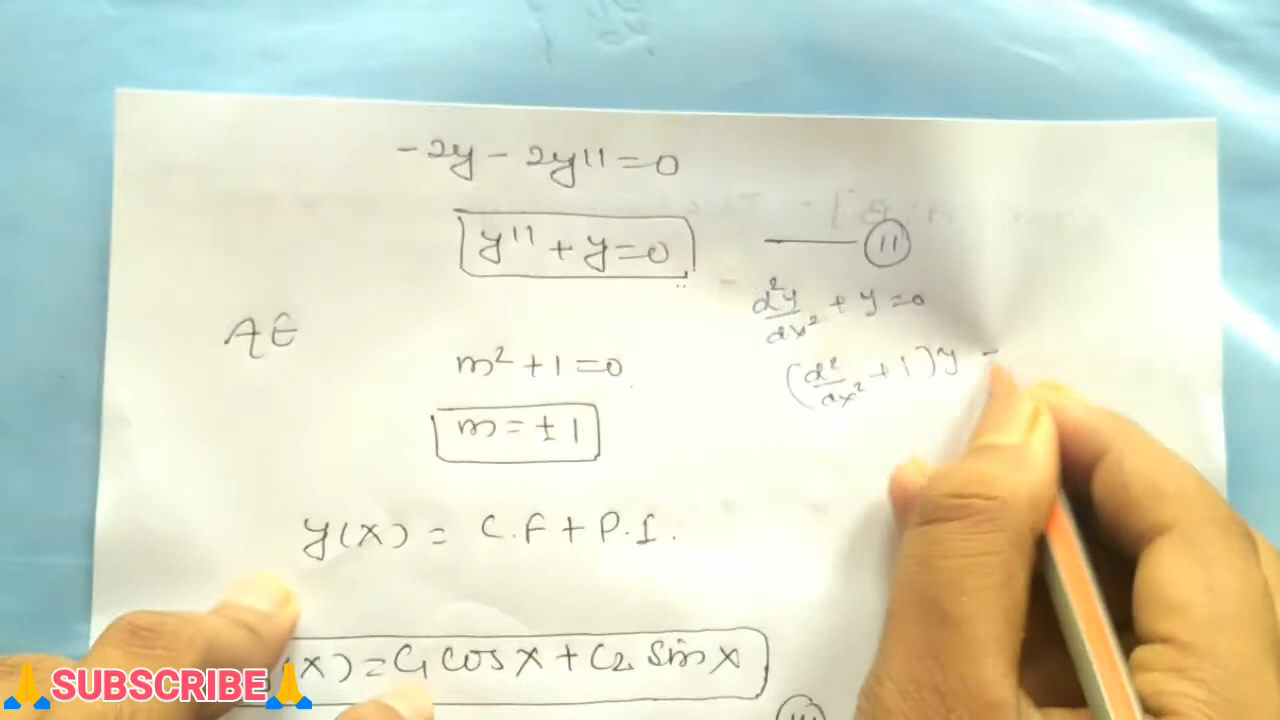 -2y - 2y'' = 0
y'' + y = 0 ——— (11)
d²y/dx² + y = 0
AE
m² + 1 = 0
(d²/dx² + 1) y -
m = ± 1
y(x) = C.F + P.I.
(x) = C₁ cos x + C₂ sin x
SUBSCRIBE